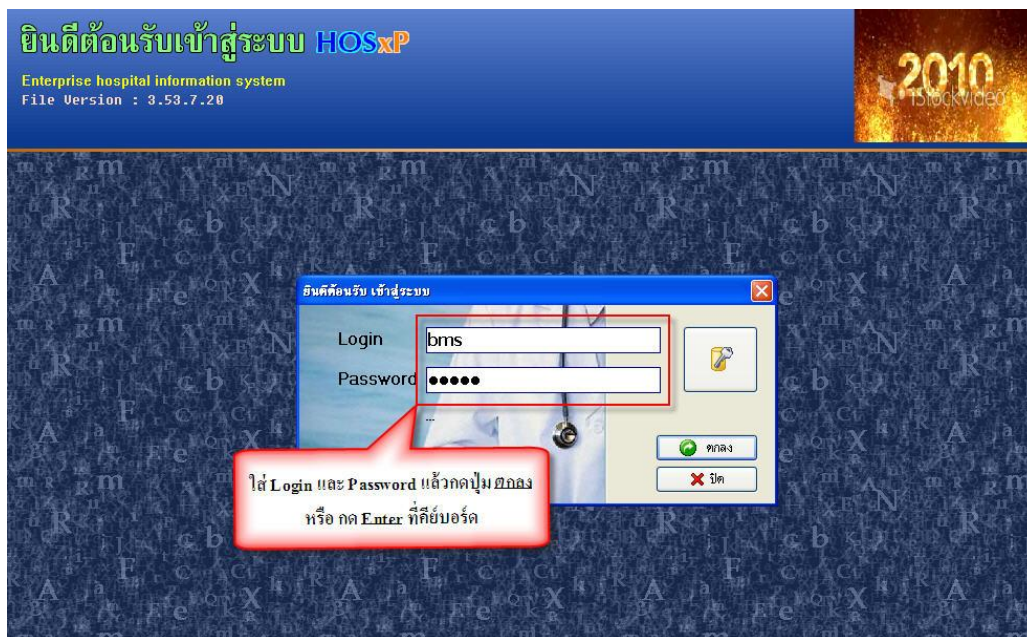 ยินดีต้อนรับเข้าสู่ระบบ HOSxP
Enterprise hospital information system
File Version : 3.53.7.20
2010
iStockvideo
ยินดีต้อนรับ เข้าสู่ระบบ
Login
bms
Password
●●●●●
...
ตกลง
ปิด
ใส่ Login และ Password แล้วกดปุ่ม ตกลง
หรือ กด Enter ที่คีย์บอร์ด